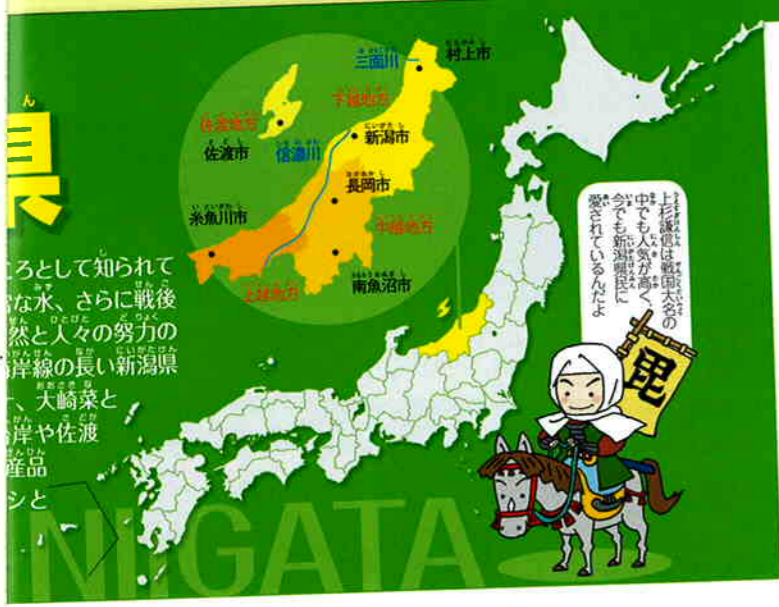 県
三面川
村上市
下越地方
佐渡地方
佐渡市
信濃川
新潟市
長岡市
糸魚川市
中越地方
上越地方
南魚沼市
ころとして知られて
な水、さらに戦後
然と人々の努力の
岸線の長い新潟県
、大崎菜と
岸や佐渡
産品
シと
上杉謙信は戦国大名の
中でも人気が高く、
今でも新潟県民に
愛されているんだよ
毘
NIIGATA